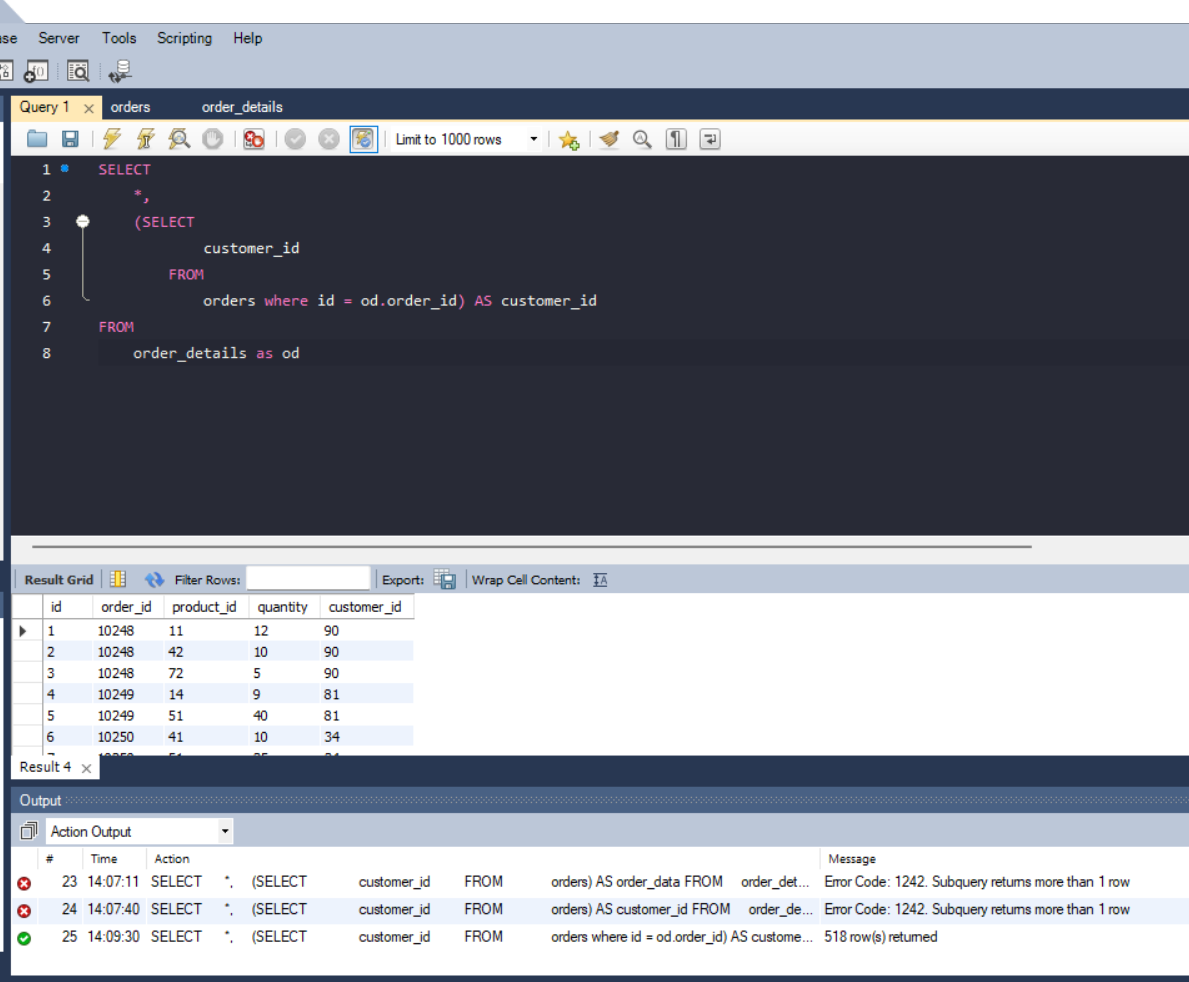 Server Tools Scripting Help
Query 1 orders order_details
Limit to 1000 rows
1 SELECT
2 *,
3 (SELECT
4 customer_id
5 FROM
6 orders where id = od.order_id) AS customer_id
7 FROM
8 order_details as od
Result Grid Filter Rows: Export: Wrap Cell Content:
id order_id product_id quantity customer_id
1 10248 11 12 90
2 10248 42 10 90
3 10248 72 5 90
4 10249 14 9 81
5 10249 51 40 81
6 10250 41 10 34
Result 4
Output
Action Output
# Time Action Message
23 14:07:11 SELECT *, (SELECT customer_id FROM orders) AS order_data FROM order_det... Error Code: 1242. Subquery returns more than 1 row
24 14:07:40 SELECT *, (SELECT customer_id FROM orders) AS customer_id FROM order_de... Error Code: 1242. Subquery returns more than 1 row
25 14:09:30 SELECT *, (SELECT customer_id FROM orders where id = od.order_id) AS custome... 518 row(s) returned